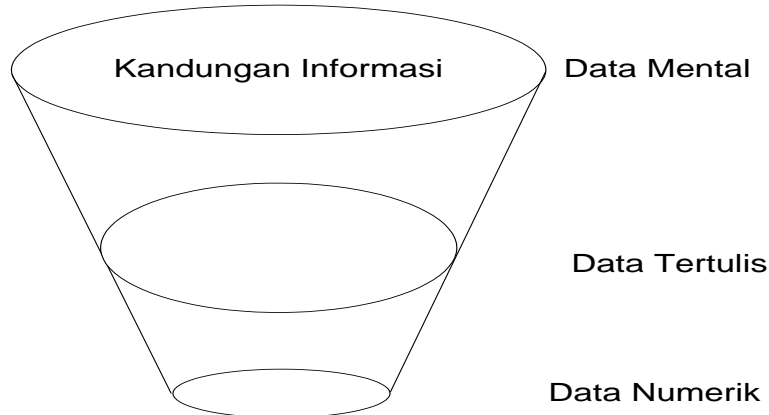 Kandungan Informasi
Data Mental
Data Tertulis
Data Numerik